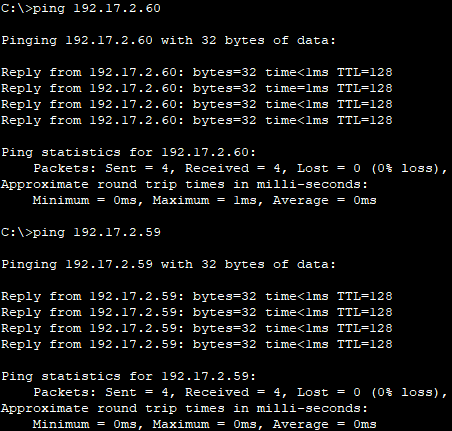 C:\>ping 192.17.2.60
Pinging 192.17.2.60 with 32 bytes of data:
Reply from 192.17.2.60: bytes=32 time<1ms TTL=128
Reply from 192.17.2.60: bytes=32 time=1ms TTL=128
Reply from 192.17.2.60: bytes=32 time<1ms TTL=128
Reply from 192.17.2.60: bytes=32 time<1ms TTL=128
Ping statistics for 192.17.2.60:
Packets: Sent = 4, Received = 4, Lost = 0 (0% loss),
Approximate round trip times in milli-seconds:
Minimum = 0ms, Maximum = 1ms, Average = 0ms
C:\>ping 192.17.2.59
Pinging 192.17.2.59 with 32 bytes of data:
Reply from 192.17.2.59: bytes=32 time<1ms TTL=128
Reply from 192.17.2.59: bytes=32 time<1ms TTL=128
Reply from 192.17.2.59: bytes=32 time<1ms TTL=128
Reply from 192.17.2.59: bytes=32 time<1ms TTL=128
Ping statistics for 192.17.2.59:
Packets: Sent = 4, Received = 4, Lost = 0 (0% loss),
Approximate round trip times in milli-seconds:
Minimum = 0ms, Maximum = 0ms, Average = 0ms